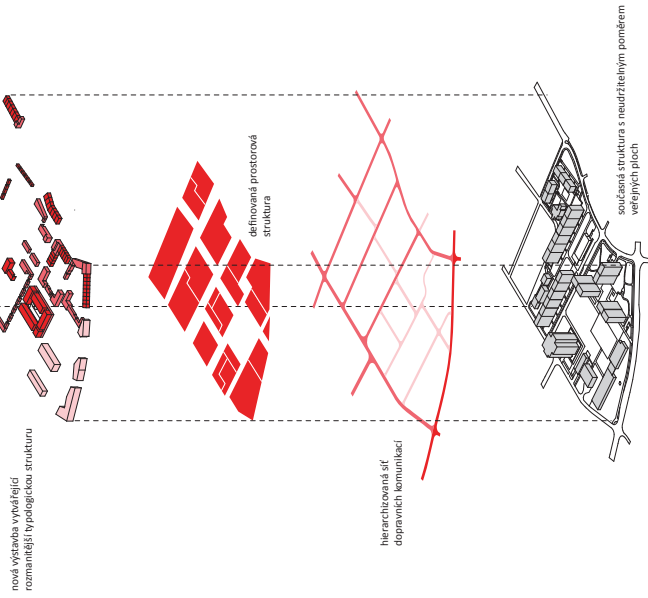 nová výstavba vytvářející
rozmanitější typologickou strukturu
definovaná prostorová
struktura
hierarchizovaná síť
dopravních komunikací
současná struktura s neudržitelným poměrem
veřejných ploch